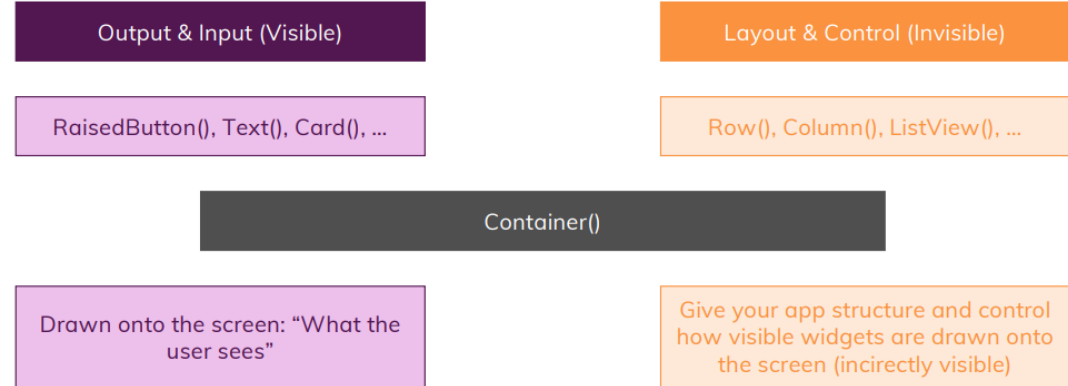 Output & Input (Visible)
Layout & Control (Invisible)
RaisedButton(), Text(), Card(), ...
Row(), Column(), ListView(), ...
Container()
Drawn onto the screen: “What the
user sees”
Give your app structure and control
how visible widgets are drawn onto
the screen (incirectly visible)